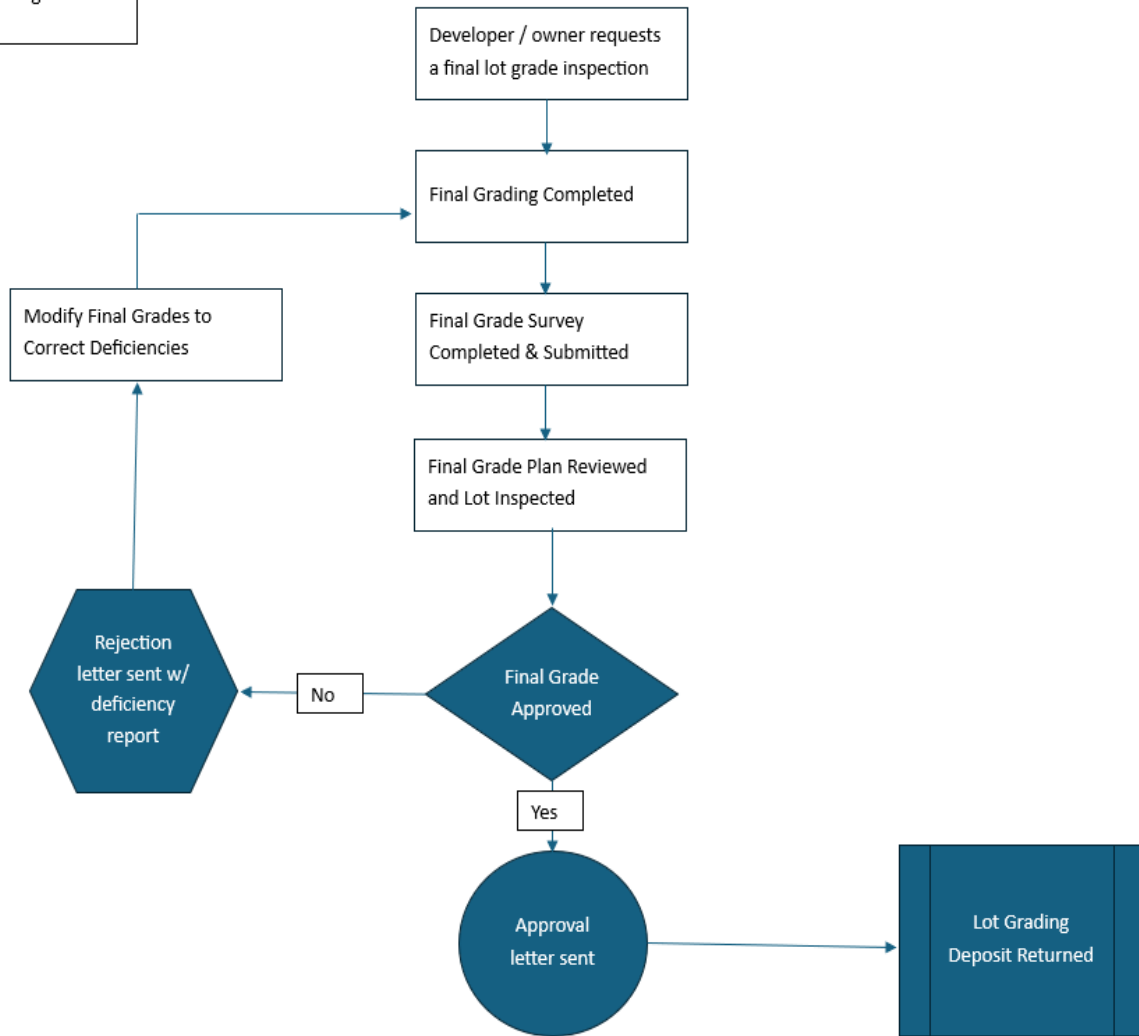 Developer / owner requests
a final lot grade inspection
Final Grading Completed
Modify Final Grades to
Correct Deficiencies
Final Grade Survey
Completed & Submitted
Final Grade Plan Reviewed
and Lot Inspected
Rejection
letter sent w/
deficiency
report
No
Final Grade
Approved
Yes
Approval
letter sent
Lot Grading
Deposit Returned